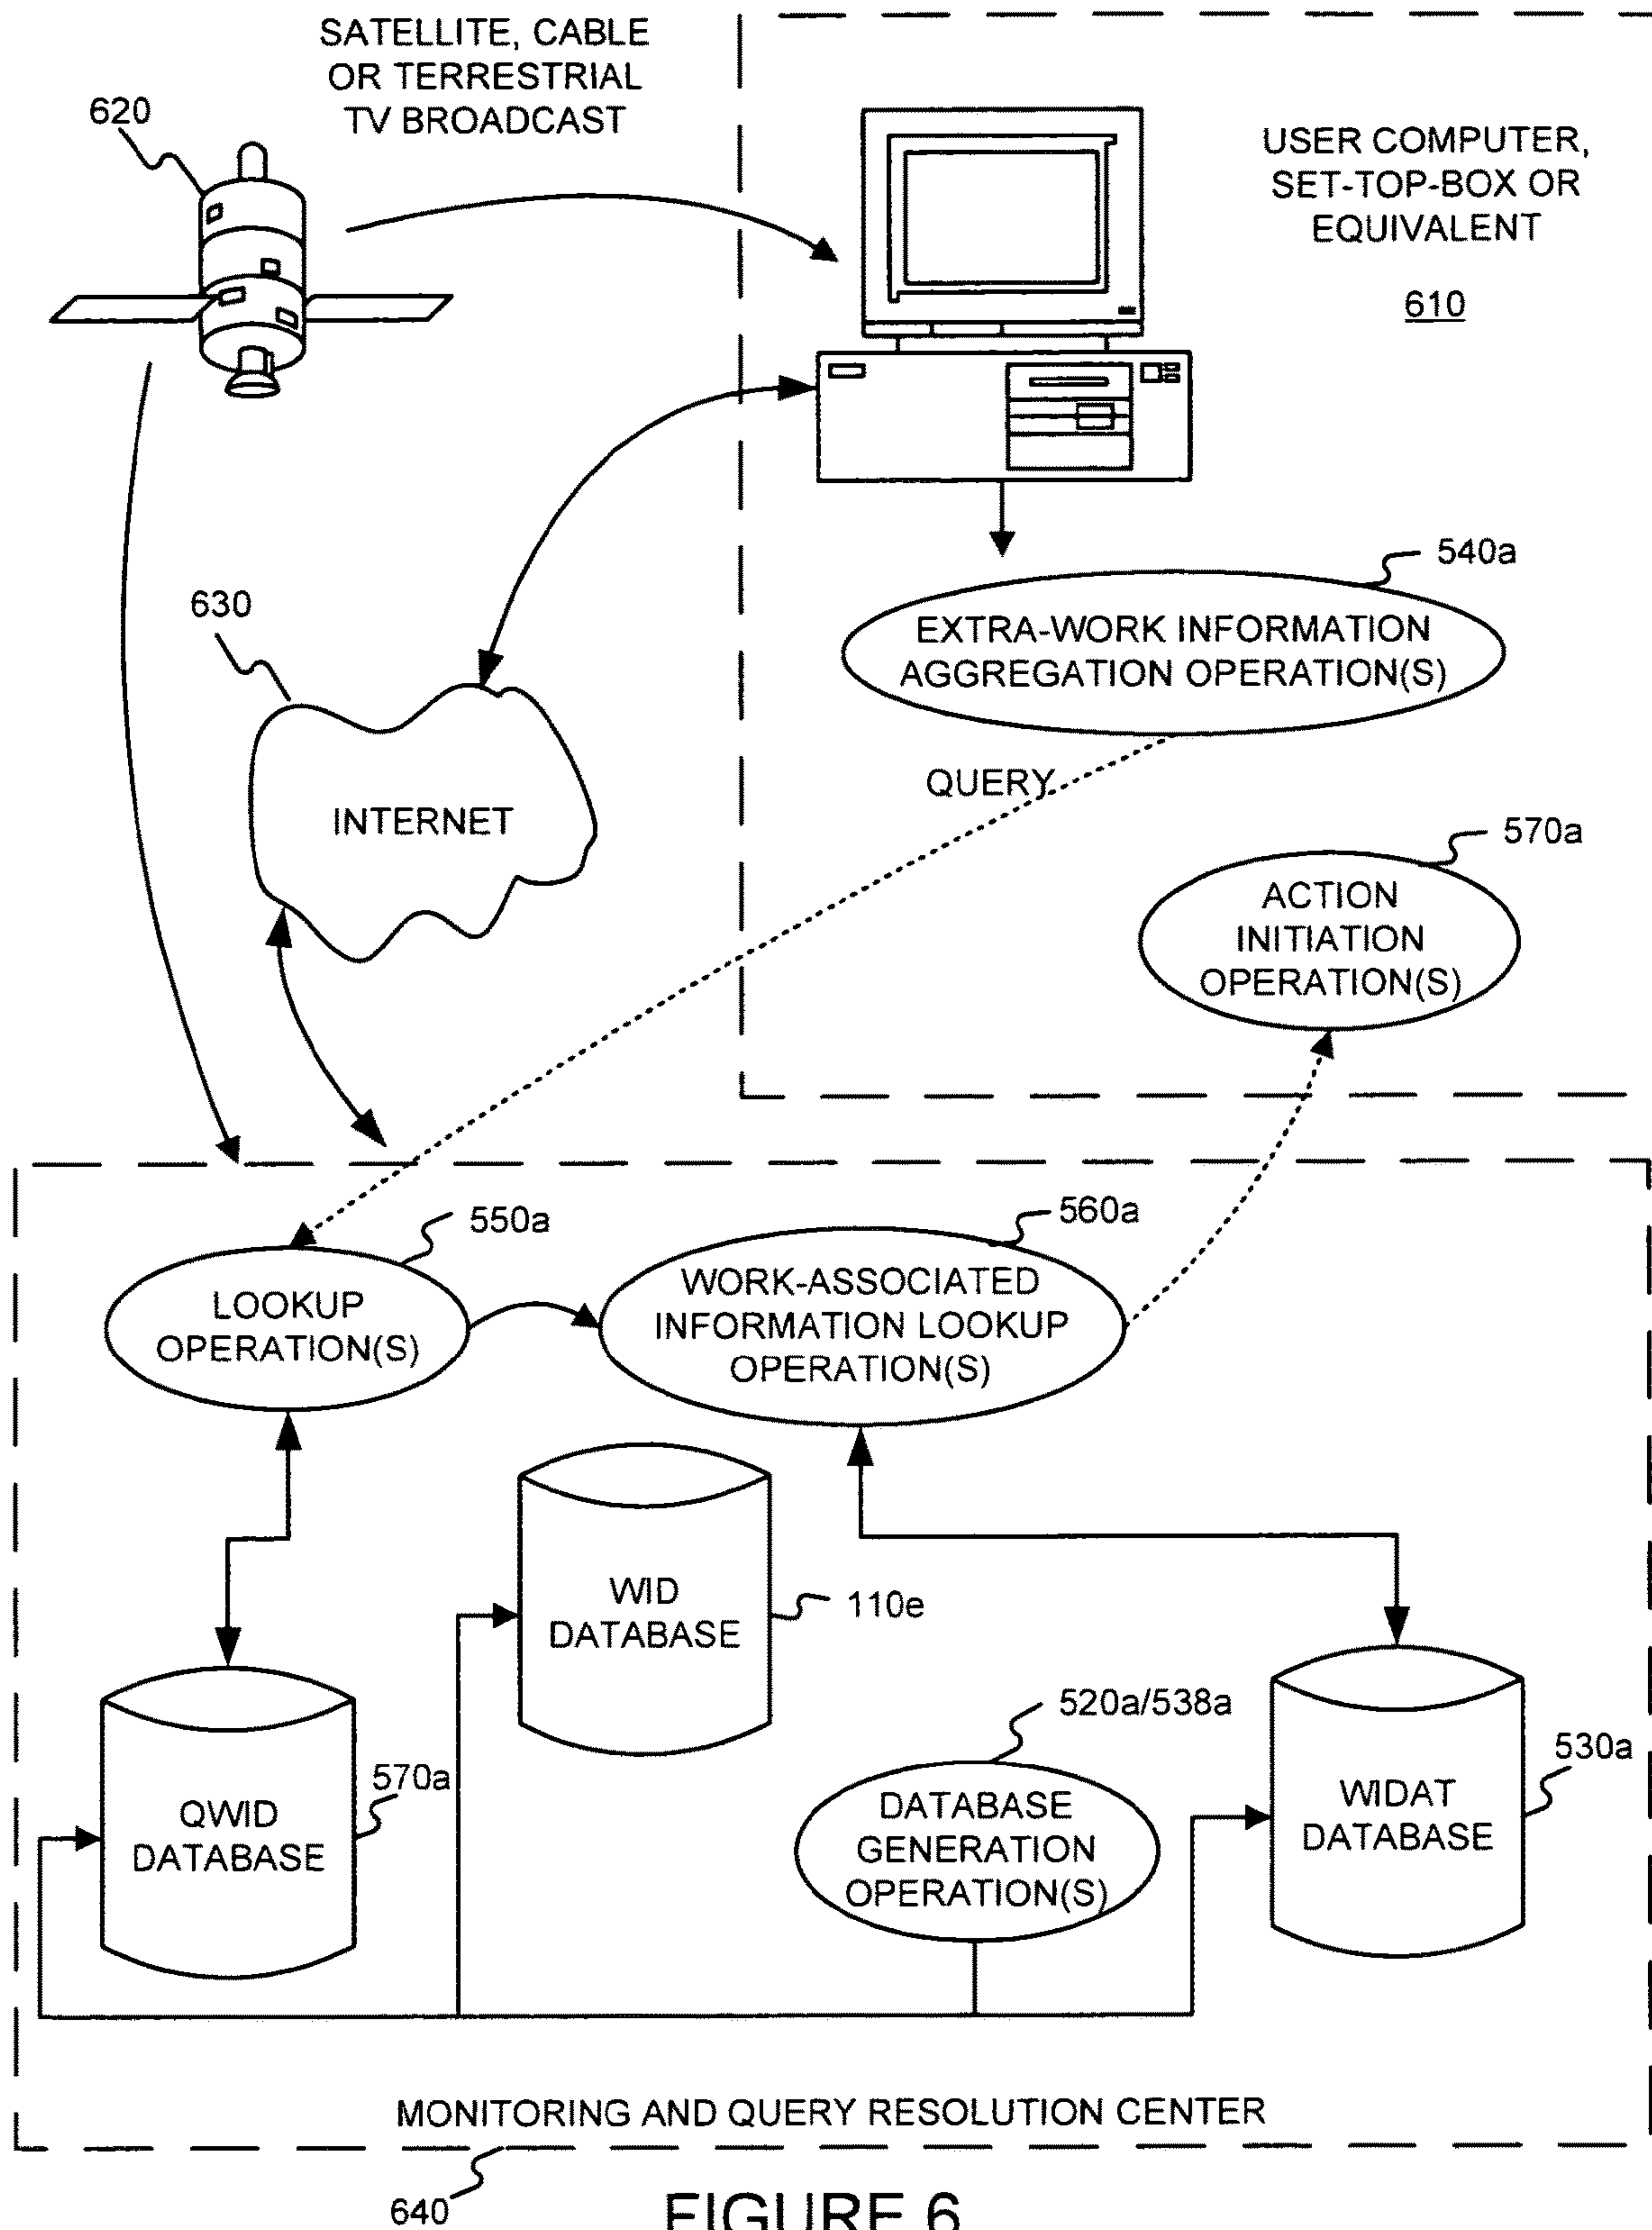 SATELLITE, CABLE
OR TERRESTRIAL
TV BROADCAST
620
USER COMPUTER,
SET-TOP-BOX OR
EQUIVALENT
610
540a
EXTRA-WORK INFORMATION
AGGREGATION OPERATION(S)
630
INTERNET
QUERY
570a
ACTION
INITIATION
OPERATION(S)
550a
LOOKUP
OPERATION(S)
560a
WORK-ASSOCIATED
INFORMATION LOOKUP
OPERATION(S)
WID
DATABASE
110e
QWID
DATABASE
570a
520a/538a
DATABASE
GENERATION
OPERATION(S)
530a
WIDAT
DATABASE
MONITORING AND QUERY RESOLUTION CENTER
640
FIGURE 6